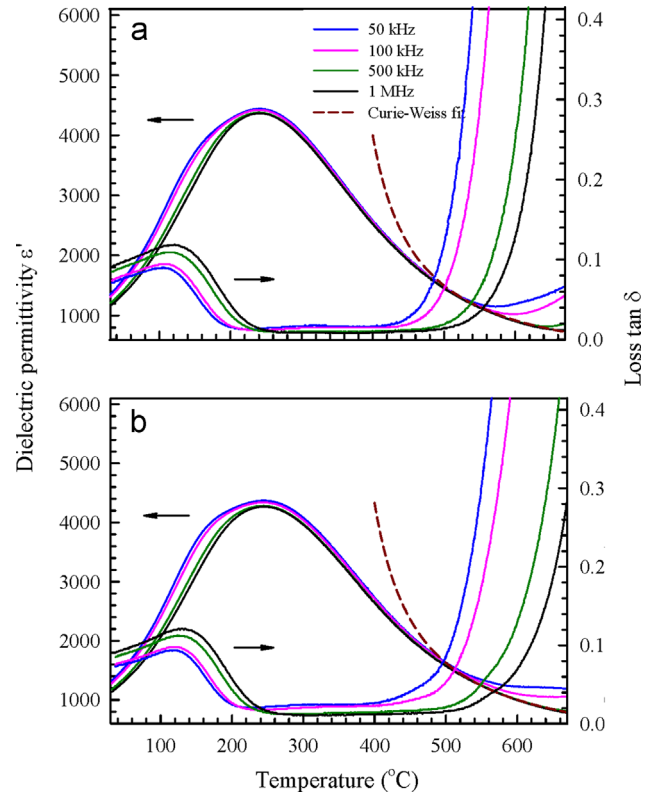 a
50 kHz
100 kHz
500 kHz
1 MHz
Curie-Weiss fit
6000
5000
4000
3000
2000
1000
0.4
0.3
0.2
0.1
0.0
b
6000
5000
4000
3000
2000
1000
0.4
0.3
0.2
0.1
0.0
100 200 300 400 500 600
Temperature (°C)
Dielectric permittivity ε'
Loss tan δ